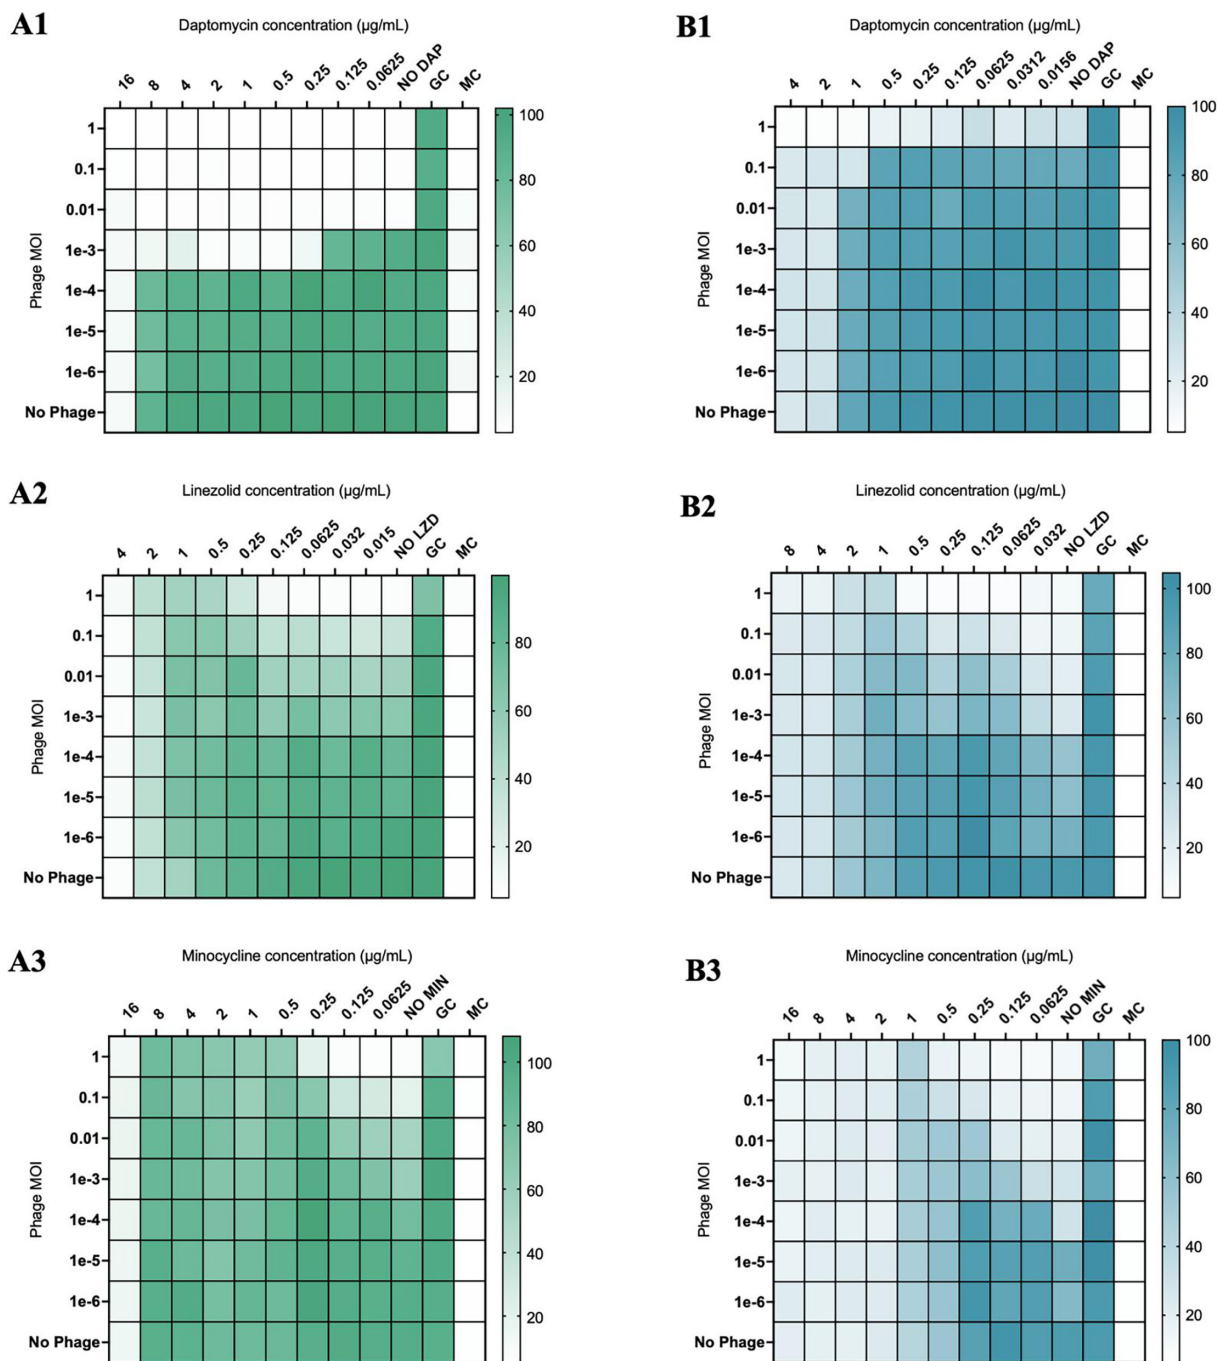 A1
Daptomycin concentration (µg/mL)
16 8 4 2 1 0.5 0.25 0.125 0.0625 NO DAP GC MC
Phage MOI
1
0.1
0.01
1e-3
1e-4
1e-5
1e-6
No Phage
100
80
60
40
20
B1
Daptomycin concentration (µg/mL)
4 2 1 0.5 0.25 0.125 0.0625 0.0312 0.0156 NO DAP GC MC
Phage MOI
1
0.1
0.01
1e-3
1e-4
1e-5
1e-6
No Phage
100
80
60
40
20
A2
Linezolid concentration (µg/mL)
4 2 1 0.5 0.25 0.125 0.0625 0.032 0.015 NO LZD GC MC
Phage MOI
1
0.1
0.01
1e-3
1e-4
1e-5
1e-6
No Phage
80
60
40
20
B2
Linezolid concentration (µg/mL)
8 4 2 1 0.5 0.25 0.125 0.0625 0.032 NO LZD GC MC
Phage MOI
1
0.1
0.01
1e-3
1e-4
1e-5
1e-6
No Phage
100
80
60
40
20
A3
Minocycline concentration (µg/mL)
16 8 4 2 1 0.5 0.25 0.125 0.0625 NO MIN GC MC
Phage MOI
1
0.1
0.01
1e-3
1e-4
1e-5
1e-6
No Phage
100
80
60
40
20
B3
Minocycline concentration (µg/mL)
16 8 4 2 1 0.5 0.25 0.125 0.0625 NO MIN GC MC
Phage MOI
1
0.1
0.01
1e-3
1e-4
1e-5
1e-6
No Phage
100
80
60
40
20